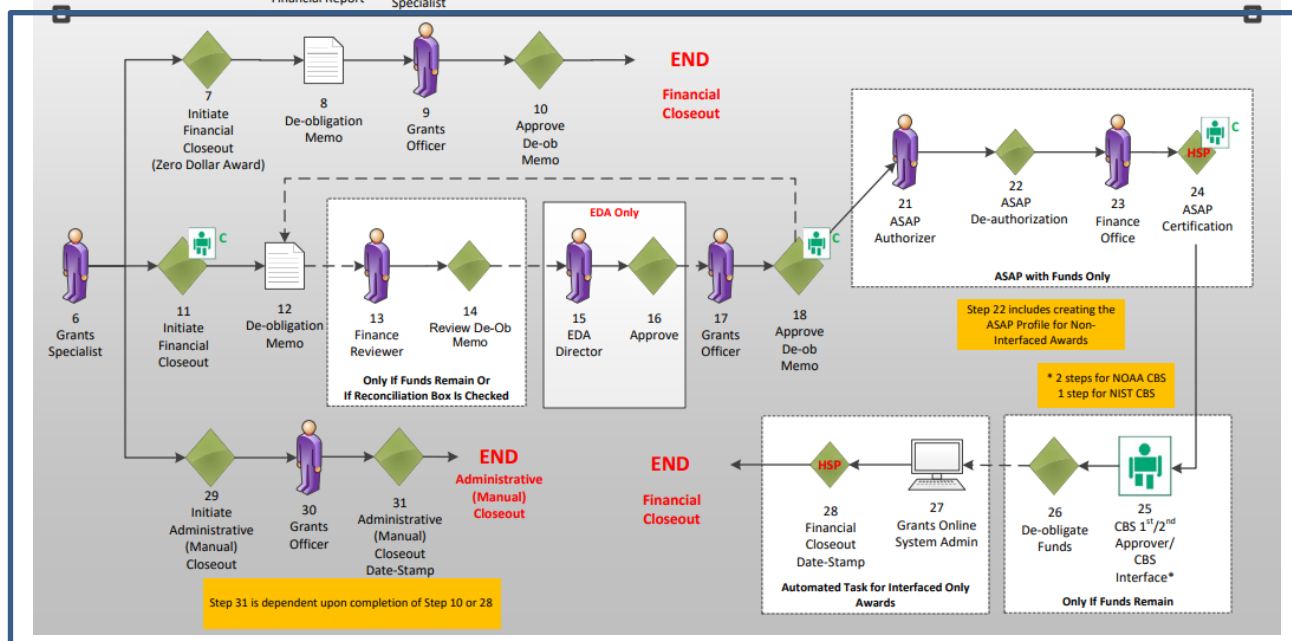 Financial Report
Specialist
7
Initiate
Financial
Closeout
(Zero Dollar Award)
8
De-obligation
Memo
9
Grants
Officer
10
Approve
De-ob
Memo
END
Financial
Closeout
6
Grants
Specialist
C
11
Initiate
Financial
Closeout
12
De-obligation
Memo
13
Finance
Reviewer
14
Review De-Ob
Memo
Only If Funds Remain Or
If Reconciliation Box Is Checked
EDA Only
15
EDA
Director
16
Approve
17
Grants
Officer
C
18
Approve
De-ob
Memo
21
ASAP
Authorizer
22
ASAP
De-authorization
23
Finance
Office
C
HSP
24
ASAP
Certification
ASAP with Funds Only
Step 22 includes creating the
ASAP Profile for Non-
Interfaced Awards
* 2 steps for NOAA CBS
1 step for NIST CBS
25
CBS 1st/2nd
Approver/
CBS
Interface*
26
De-obligate
Funds
Only If Funds Remain
27
Grants Online
System Admin
HSP
28
Financial
Closeout
Date-Stamp
Automated Task for Interfaced Only
Awards
END
Financial
Closeout
29
Initiate
Administrative
(Manual)
Closeout
30
Grants
Officer
31
Administrative
(Manual)
Closeout
Date-Stamp
END
Administrative
(Manual)
Closeout
Step 31 is dependent upon completion of Step 10 or 28